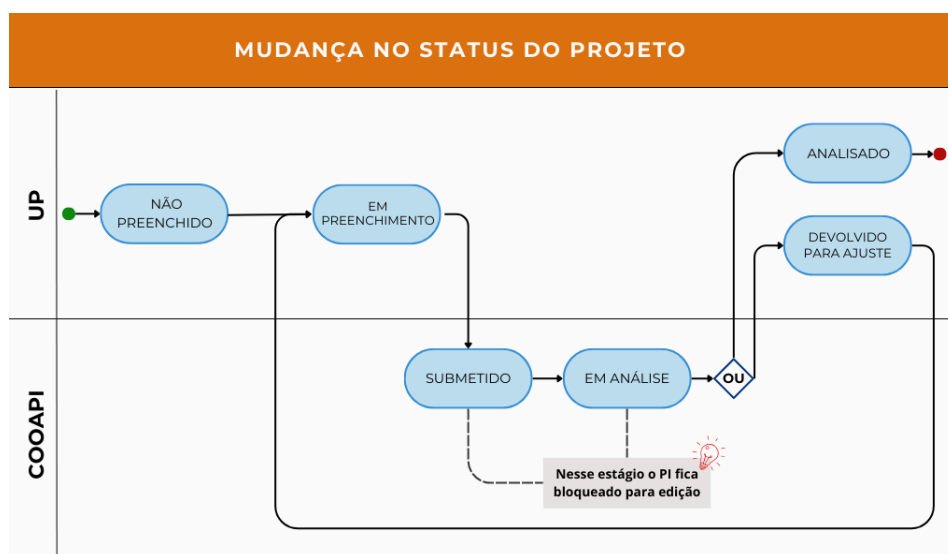 MUDANÇA NO STATUS DO PROJETO
UP
NÃO
PREENCHIDO
EM
PREENCHIMENTO
ANALISADO
DEVOLVIDO
PARA AJUSTE
COOAPI
SUBMETIDO
EM ANÁLISE
OU
Nesse estágio o PI fica
bloqueado para edição